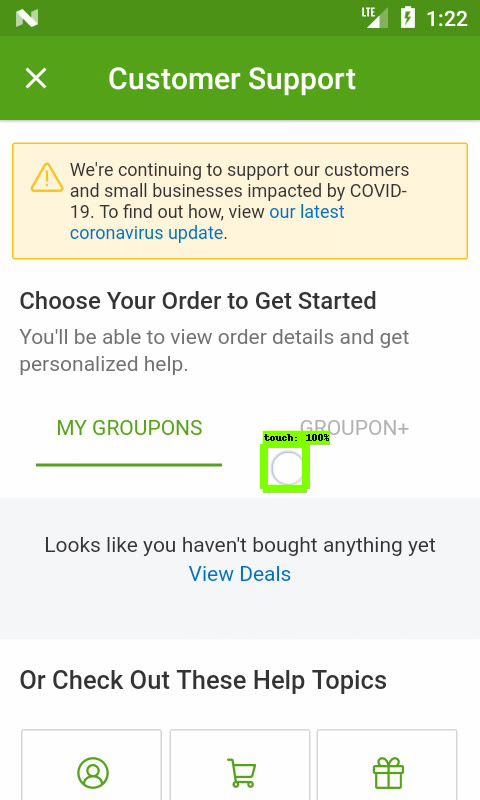 LTE 1:22
Customer Support
We're continuing to support our customers
and small businesses impacted by COVID-
19. To find out how, view our latest
coronavirus update.
Choose Your Order to Get Started
You'll be able to view order details and get
personalized help.
MY GROUPONS GROUPON+
touch: 100%
Looks like you haven't bought anything yet
View Deals
Or Check Out These Help Topics